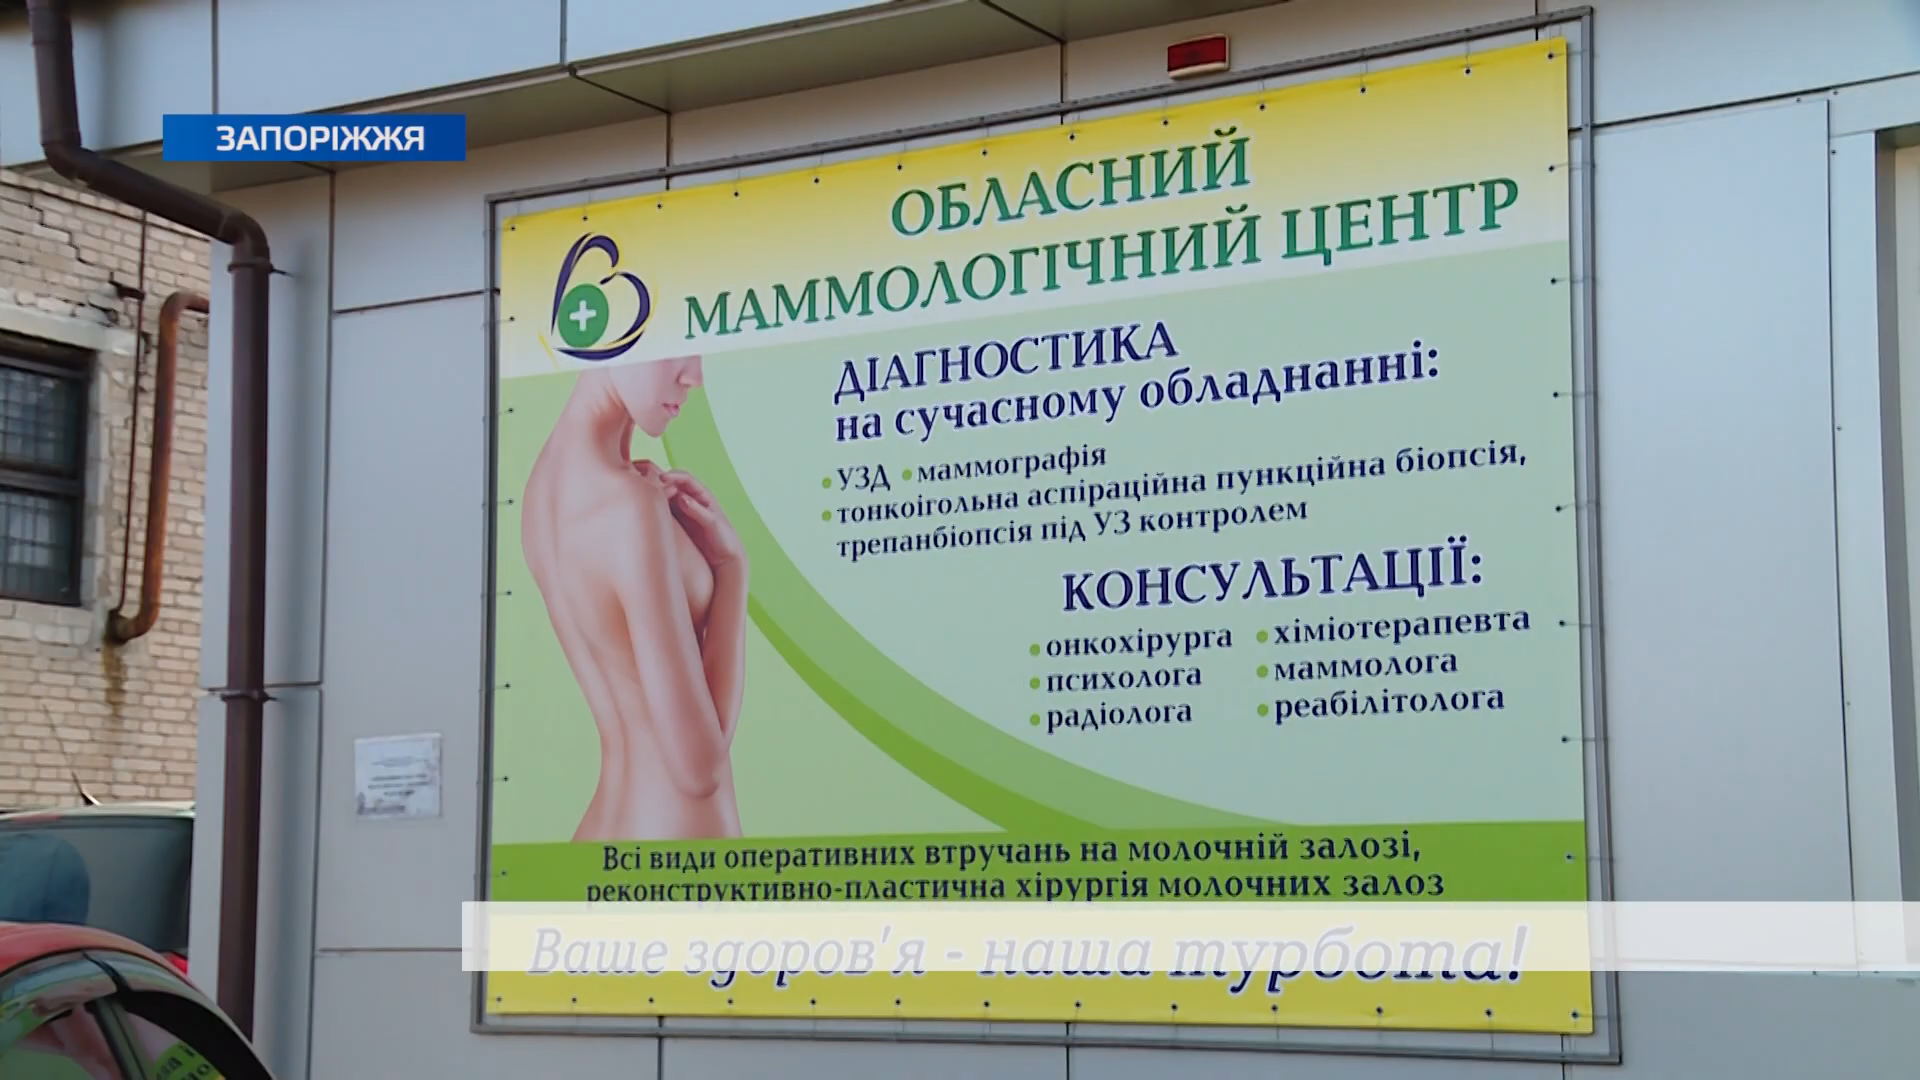 ЗАПОРІЖЖЯ
ОБЛАСНИЙ
МАММОЛОГІЧНИЙ ЦЕНТР
ДІАГНОСТИКА
на сучасному обладнанні:
• УЗД • маммографія
• тонкоігольна аспіраційна пункційна біопсія,
трепанбіопсія під УЗ контролем
КОНСУЛЬТАЦІЇ:
• онкохірурга • хіміотерапевта
• психолога • маммолога
• радіолога • реабілітолога
Всі види оперативних втручань на молочній залозі,
реконструктивно-пластична хірургія молочних залоз
Ваше здоров'я - наша турбота!